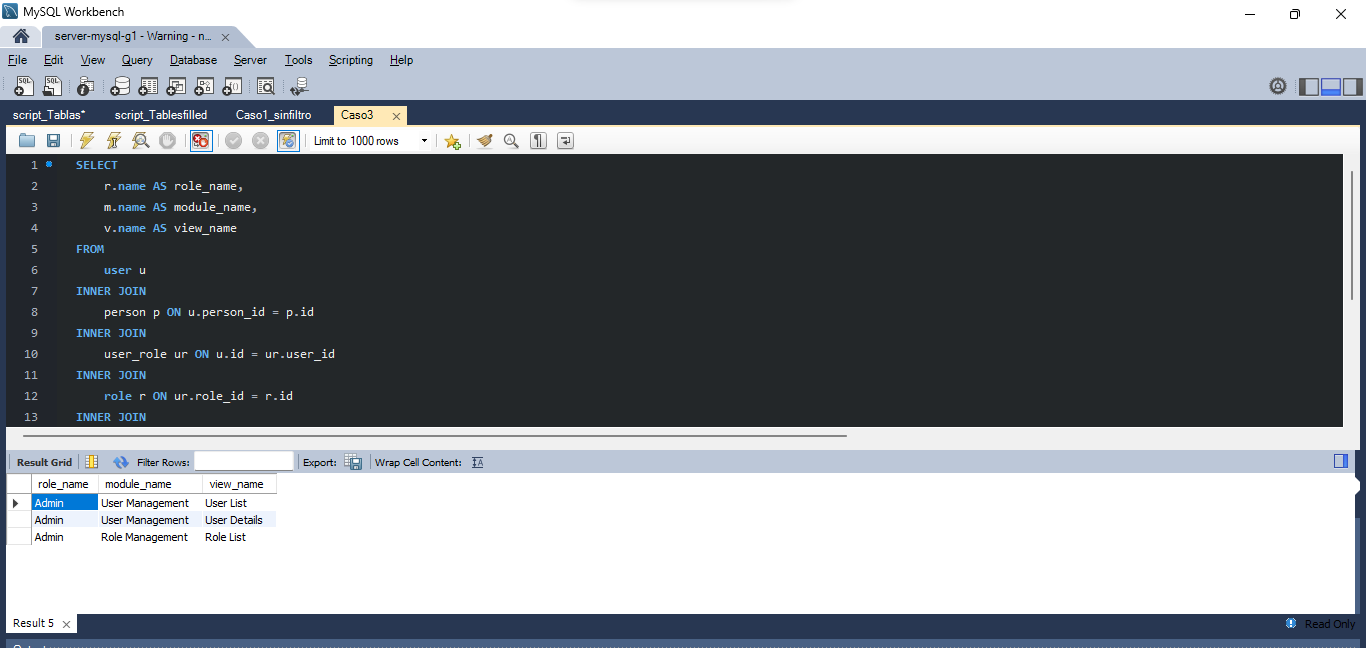 MySQL Workbench
server-mysql-g1 - Warning - n...
File Edit View Query Database Server Tools Scripting Help
script_Tablas* script_Tablesfilled Caso1_sinfiltro Caso3
Limit to 1000 rows
1 SELECT
2 r.name AS role_name,
3 m.name AS module_name,
4 v.name AS view_name
5 FROM
6 user u
7 INNER JOIN
8 person p ON u.person_id = p.id
9 INNER JOIN
10 user_role ur ON u.id = ur.user_id
11 INNER JOIN
12 role r ON ur.role_id = r.id
13 INNER JOIN
Result Grid Filter Rows: Export: Wrap Cell Content:
role_name module_name view_name
Admin User Management User List
Admin User Management User Details
Admin Role Management Role List
Result 5 Read Only